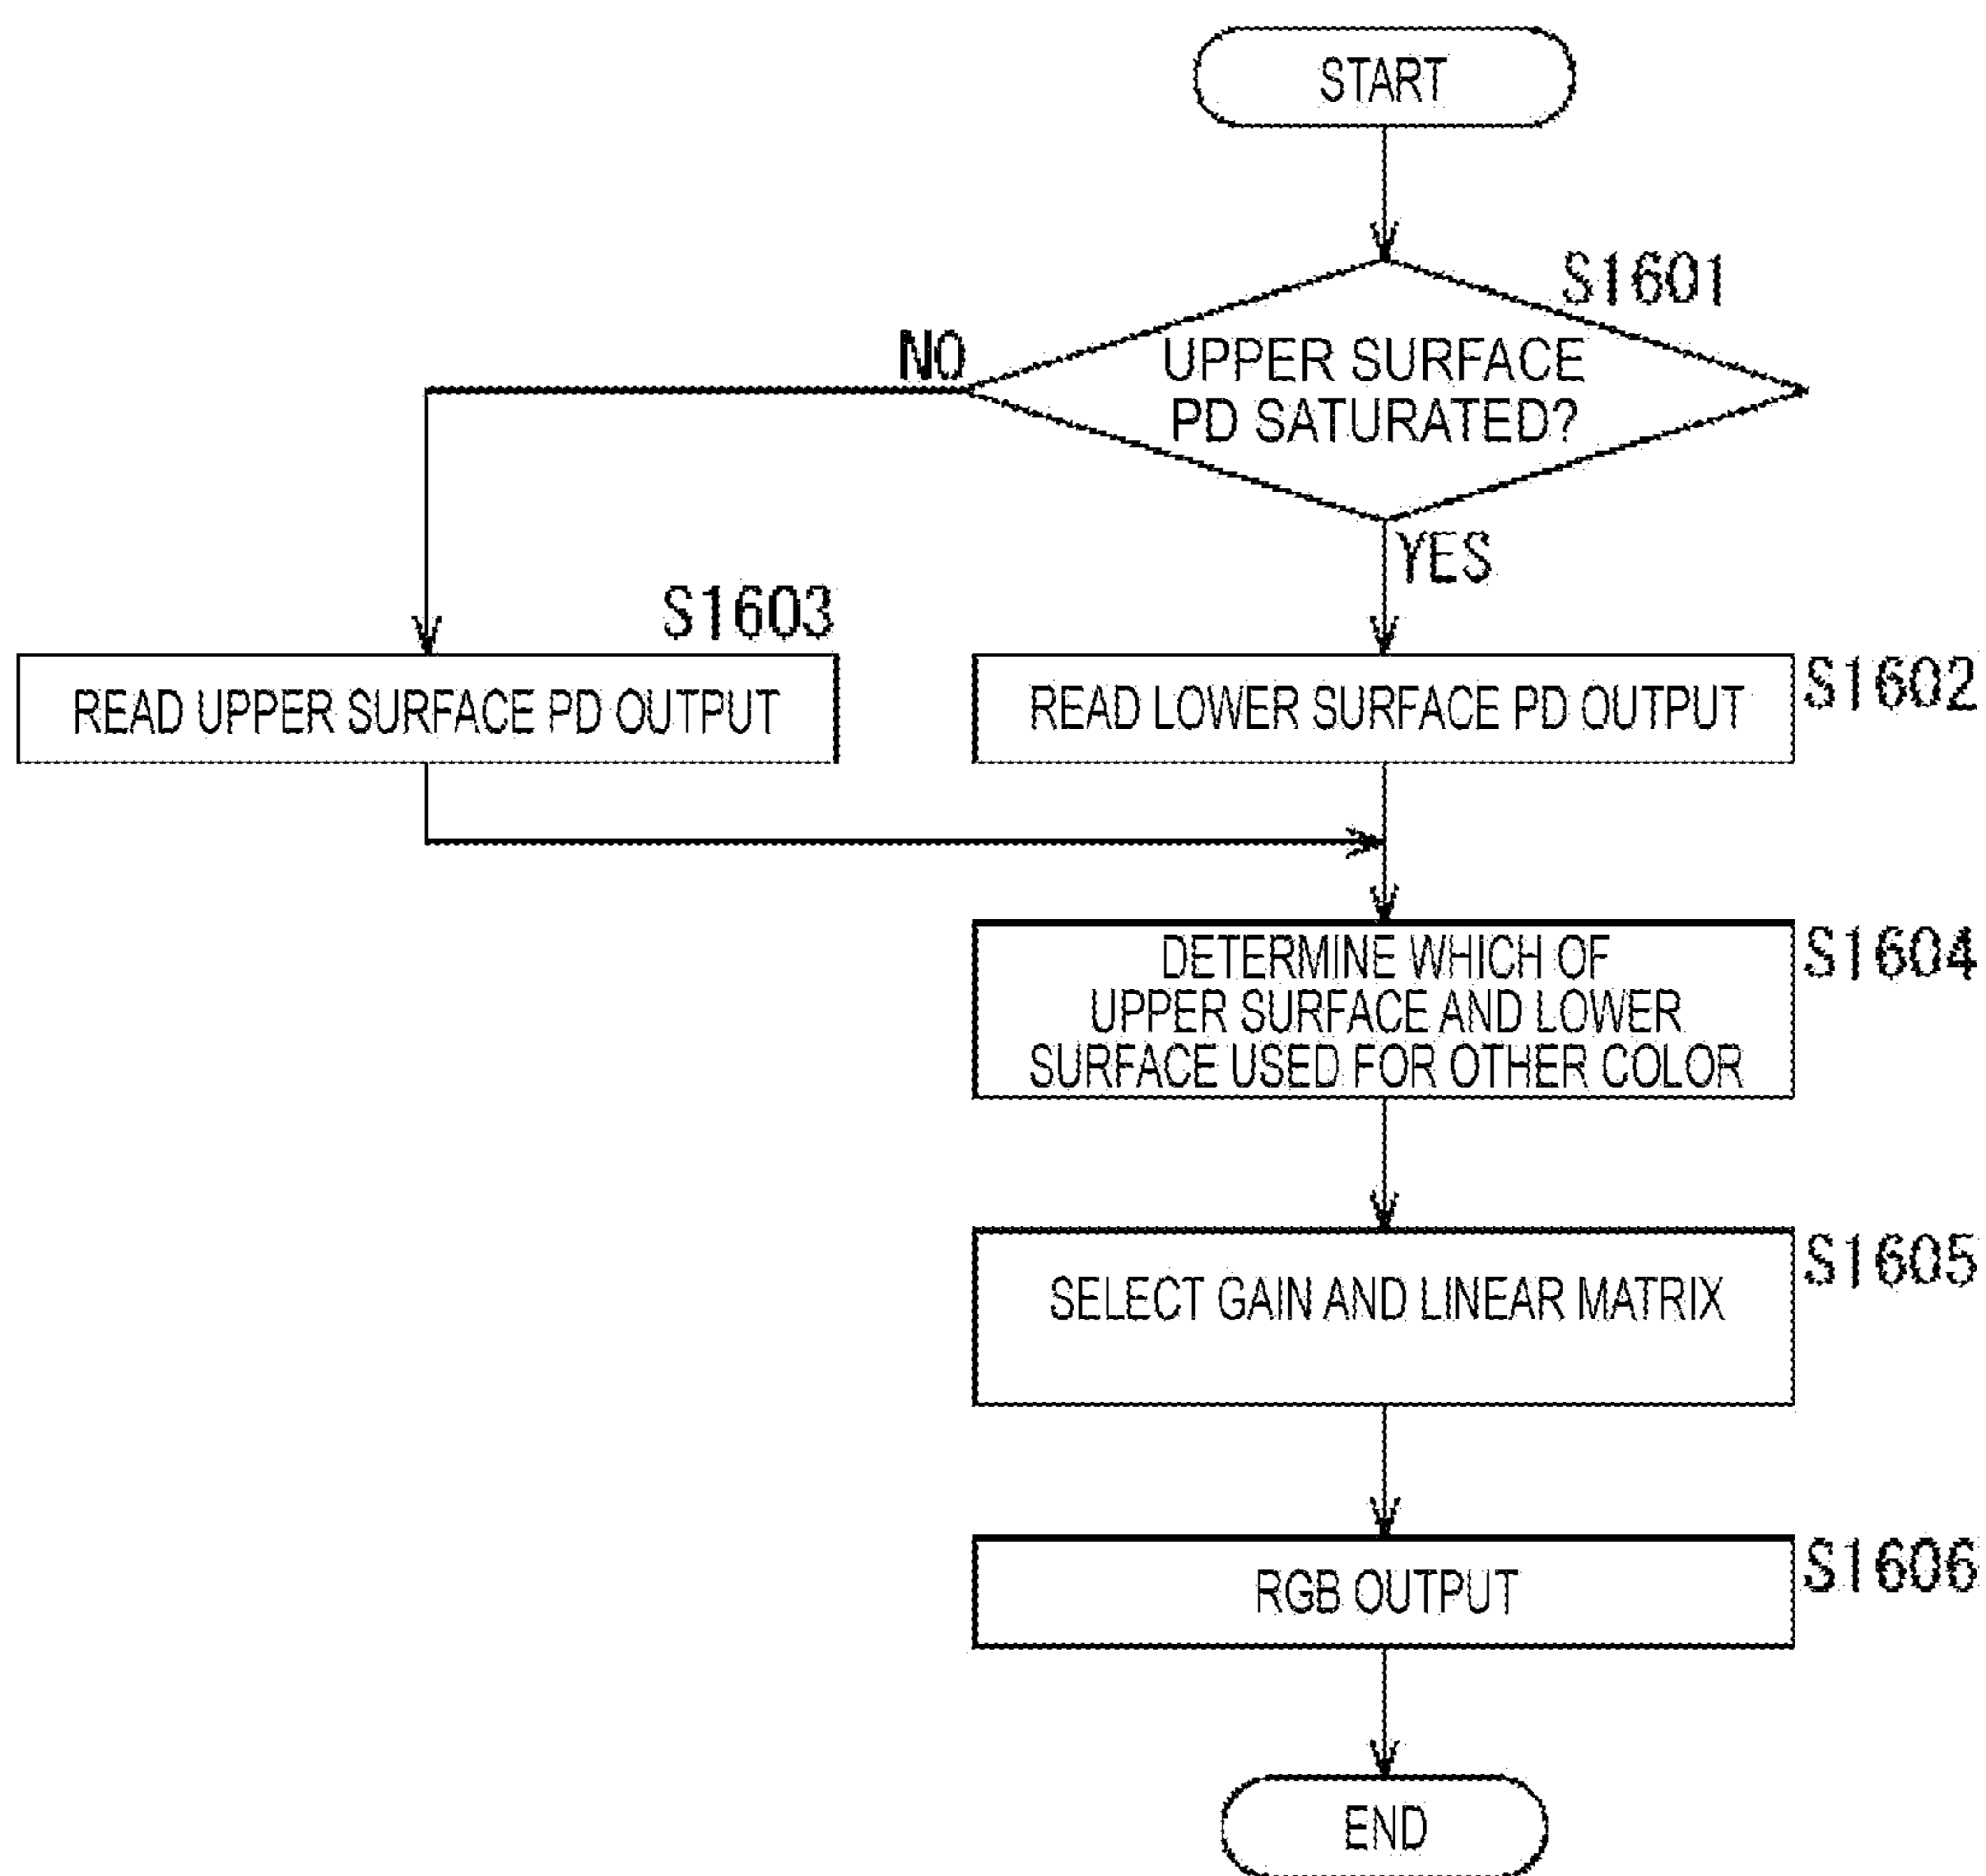 START
S1601
NO
UPPER SURFACE
PD SATURATED?
YES
S1603
READ UPPER SURFACE PD OUTPUT
READ LOWER SURFACE PD OUTPUT
S1602
DETERMINE WHICH OF
UPPER SURFACE AND LOWER
SURFACE USED FOR OTHER COLOR
S1604
SELECT GAIN AND LINEAR MATRIX
S1605
RGB OUTPUT
S1606
END